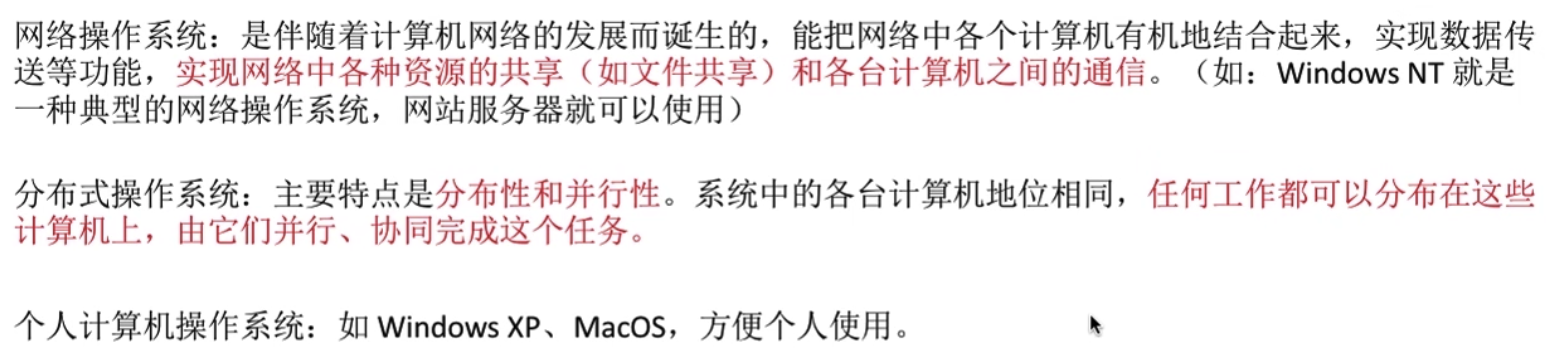 网络操作系统：是伴随着计算机网络的发展而诞生的，能把网络中各个计算机有机地结合起来，实现数据传
送等功能，实现网络中各种资源的共享（如文件共享）和各台计算机之间的通信。（如：Windows NT 就是
一种典型的网络操作系统，网站服务器就可以使用）
分布式操作系统：主要特点是分布性和并行性。系统中的各台计算机地位相同，任何工作都可以分布在这些
计算机上，由它们并行、协同完成这个任务。
个人计算机操作系统：如 Windows XP、MacOS，方便个人使用。